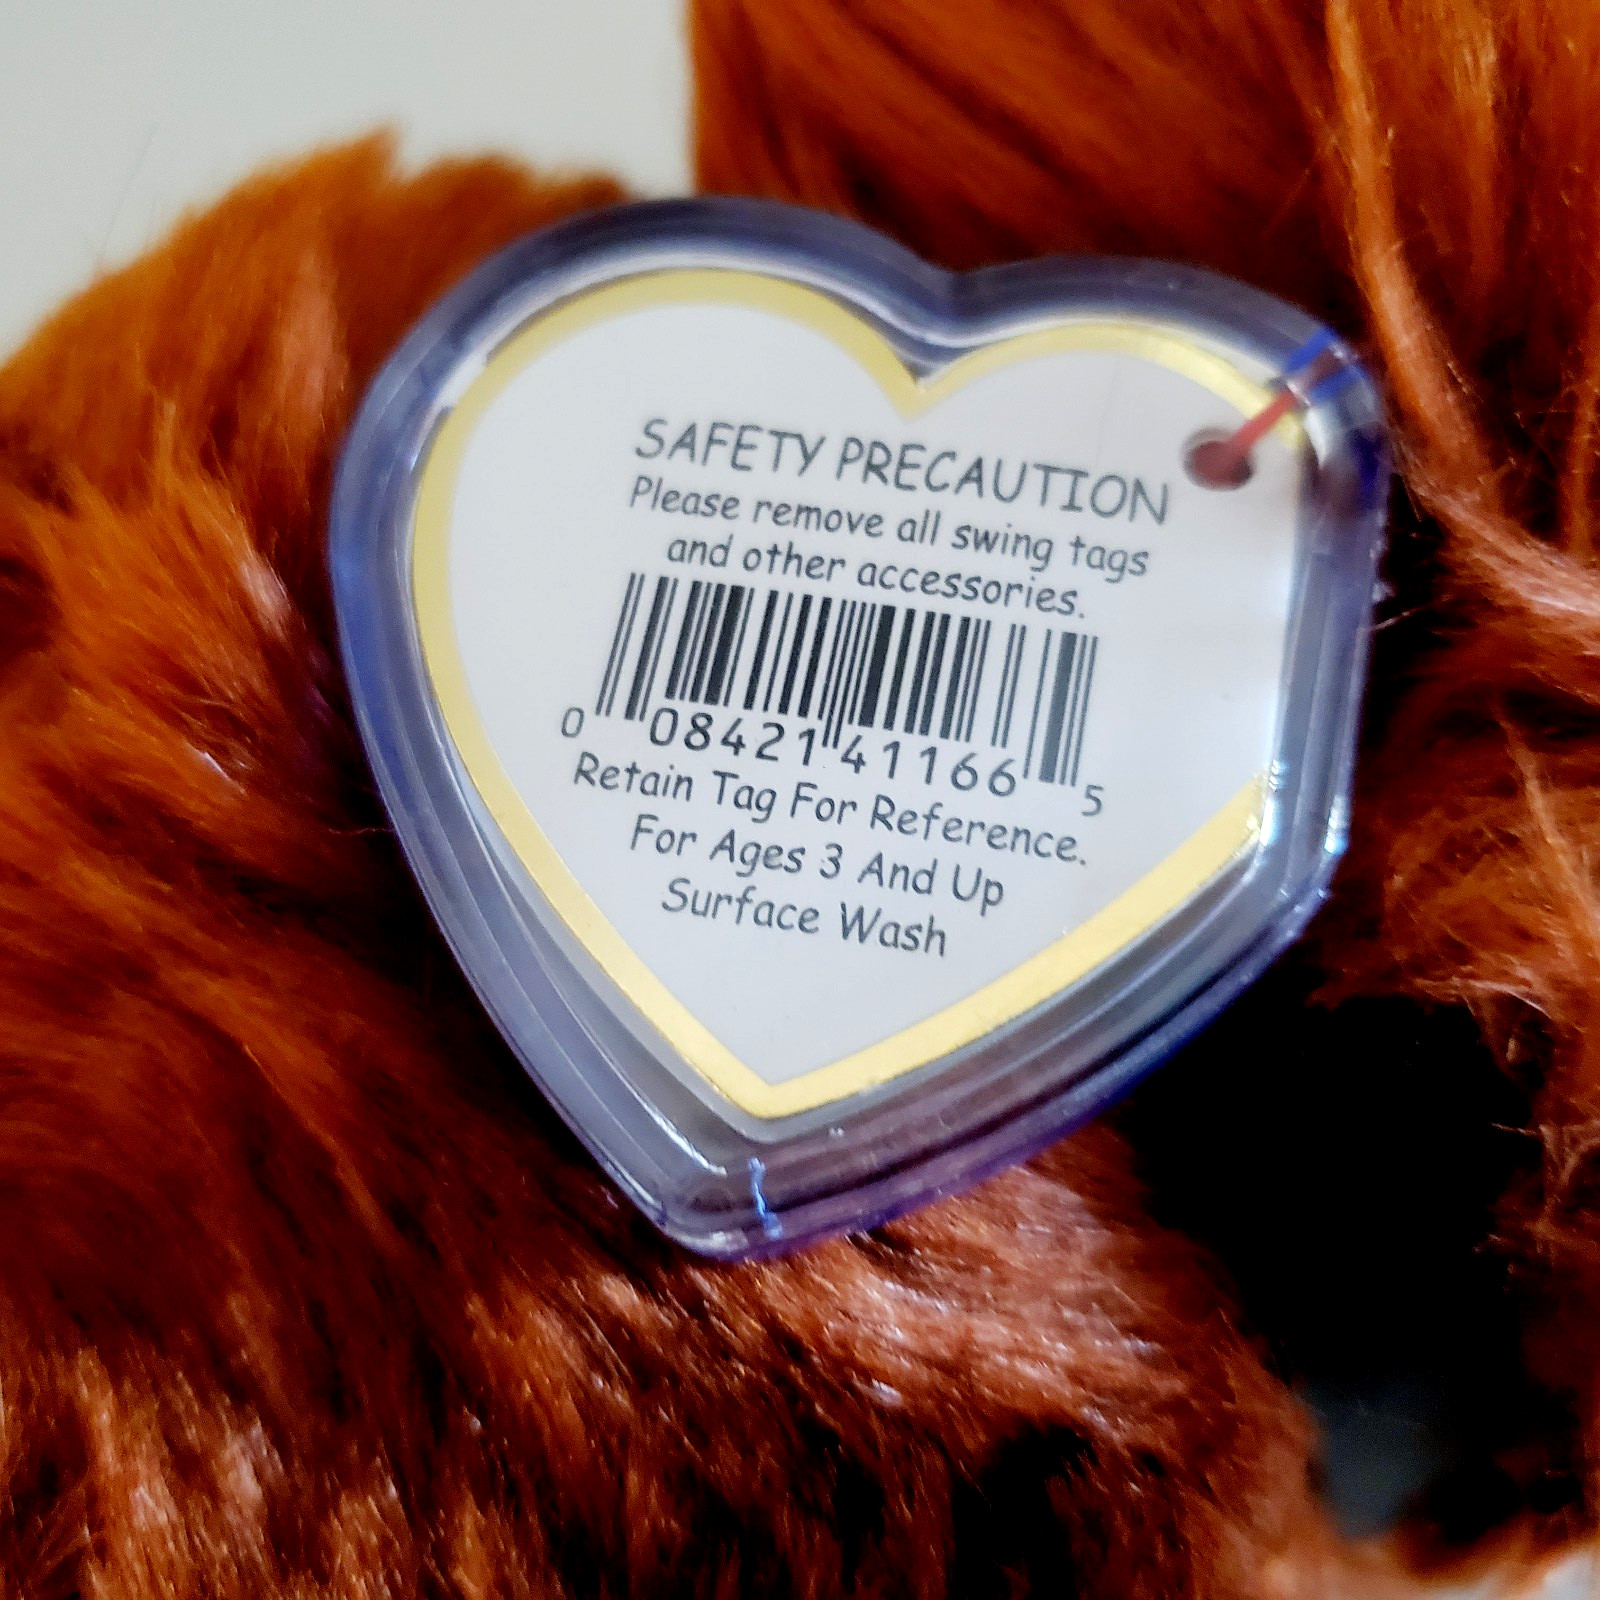 SAFETY PRECAUTION
Please remove all swing tags
and other accessories.
0 08421 41166 5
Retain Tag For Reference.
For Ages 3 And Up
Surface Wash